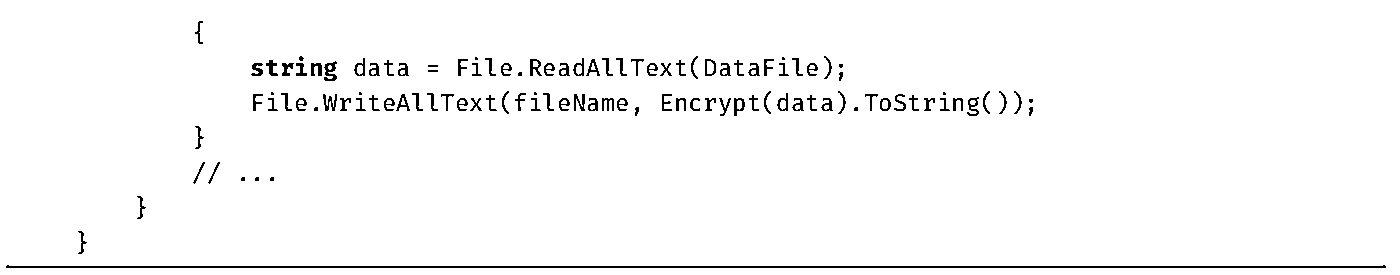 {
string data = File.ReadAllText(DataFile);
File.WriteAllText(fileName, Encrypt(data).ToString());
}
// ...
}
}